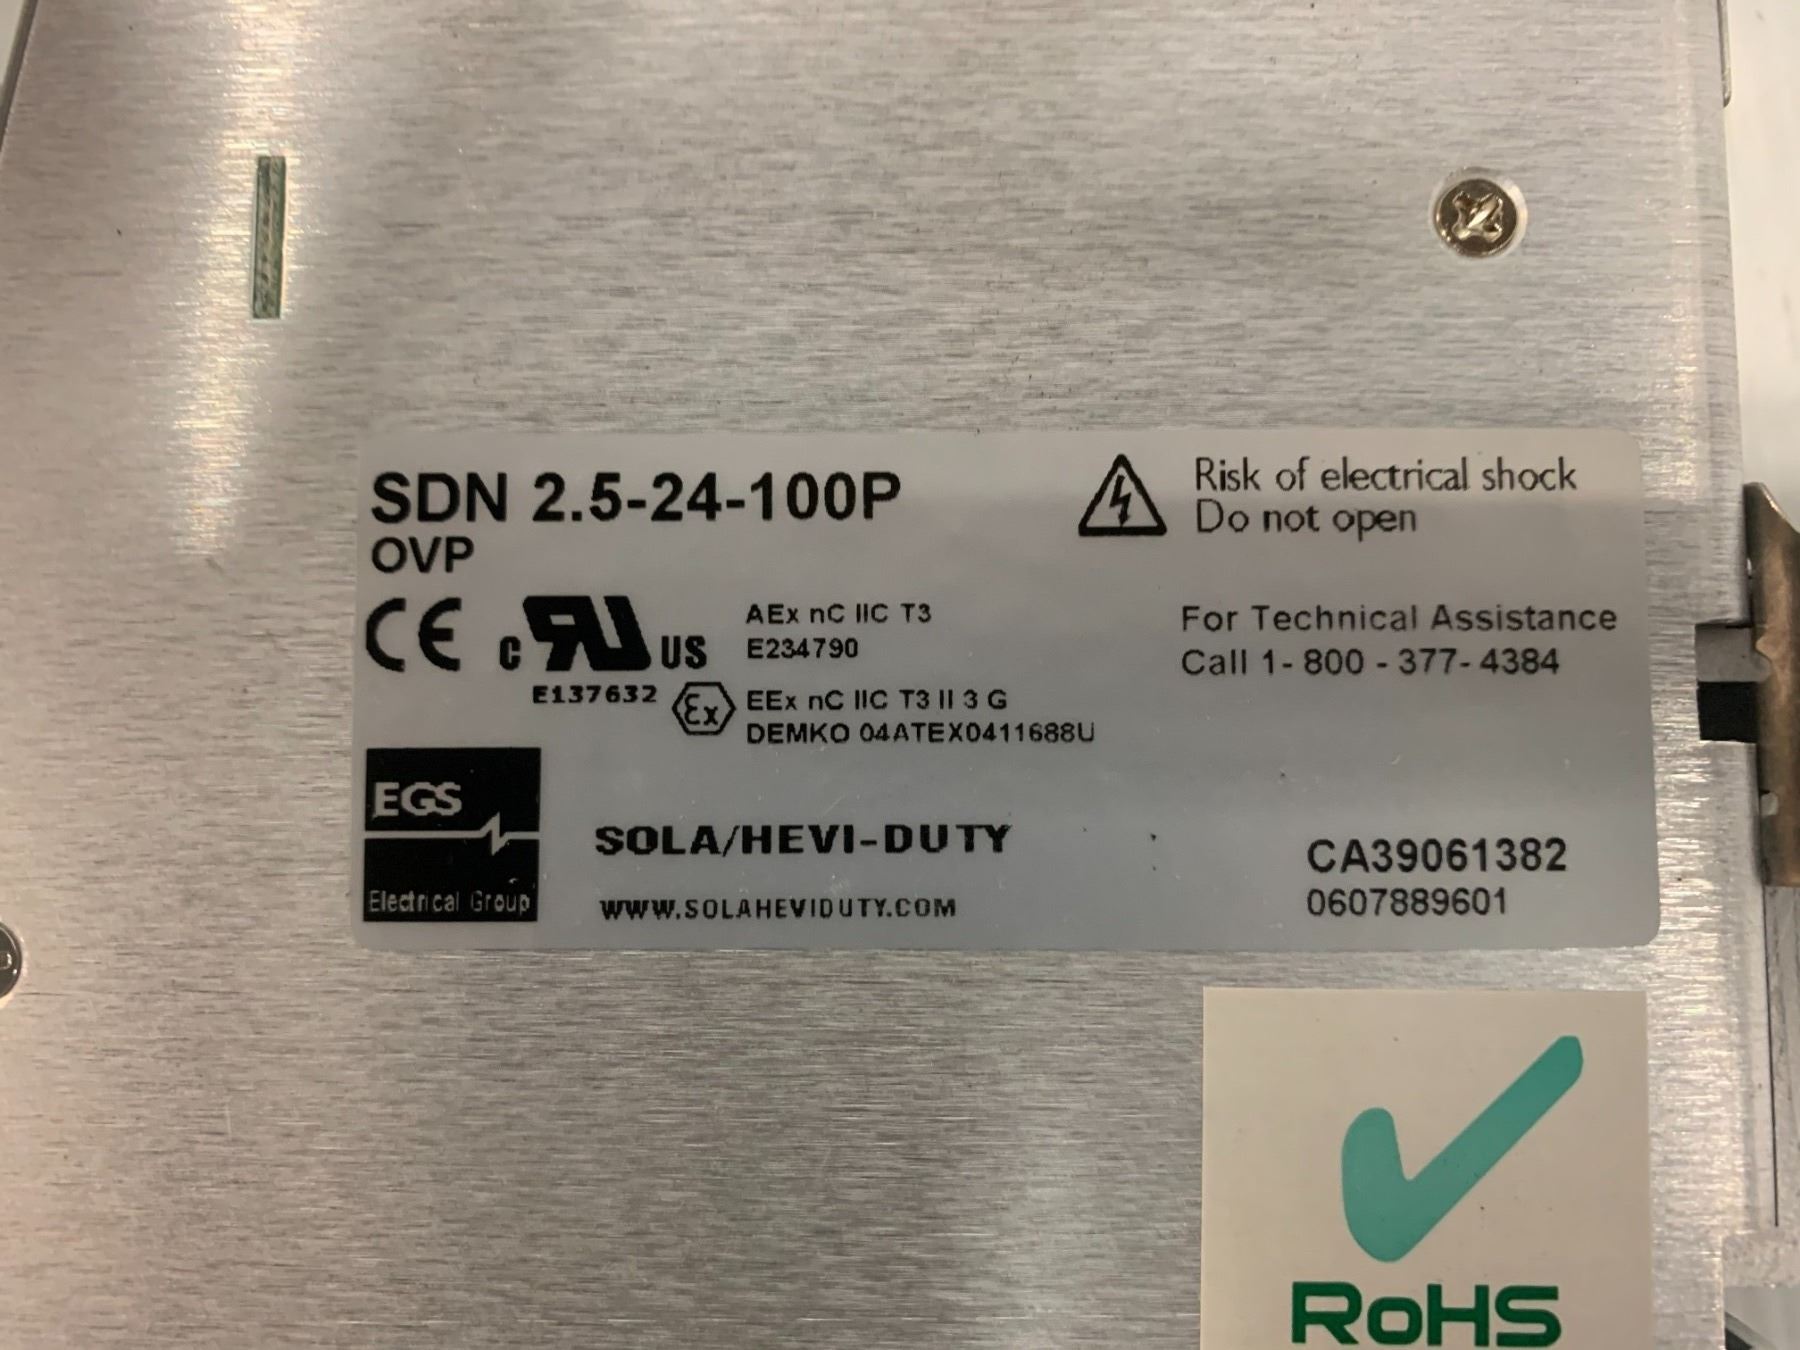 SDN 2.5-24-100P
OVP
Risk of electrical shock
Do not open
CE
C
US
E137632
AEx nC IIC T3
E234790
Ex
EEx nC IIC T3 II 3 G
DEMKO 04ATEX0411688U
For Technical Assistance
Call 1-800-377-4384
EGS
Electrical Group
SOLA/HEVI-DUTY
WWW.SOLAHEVIDUTY.COM
CA39061382
0607889601
RoHS